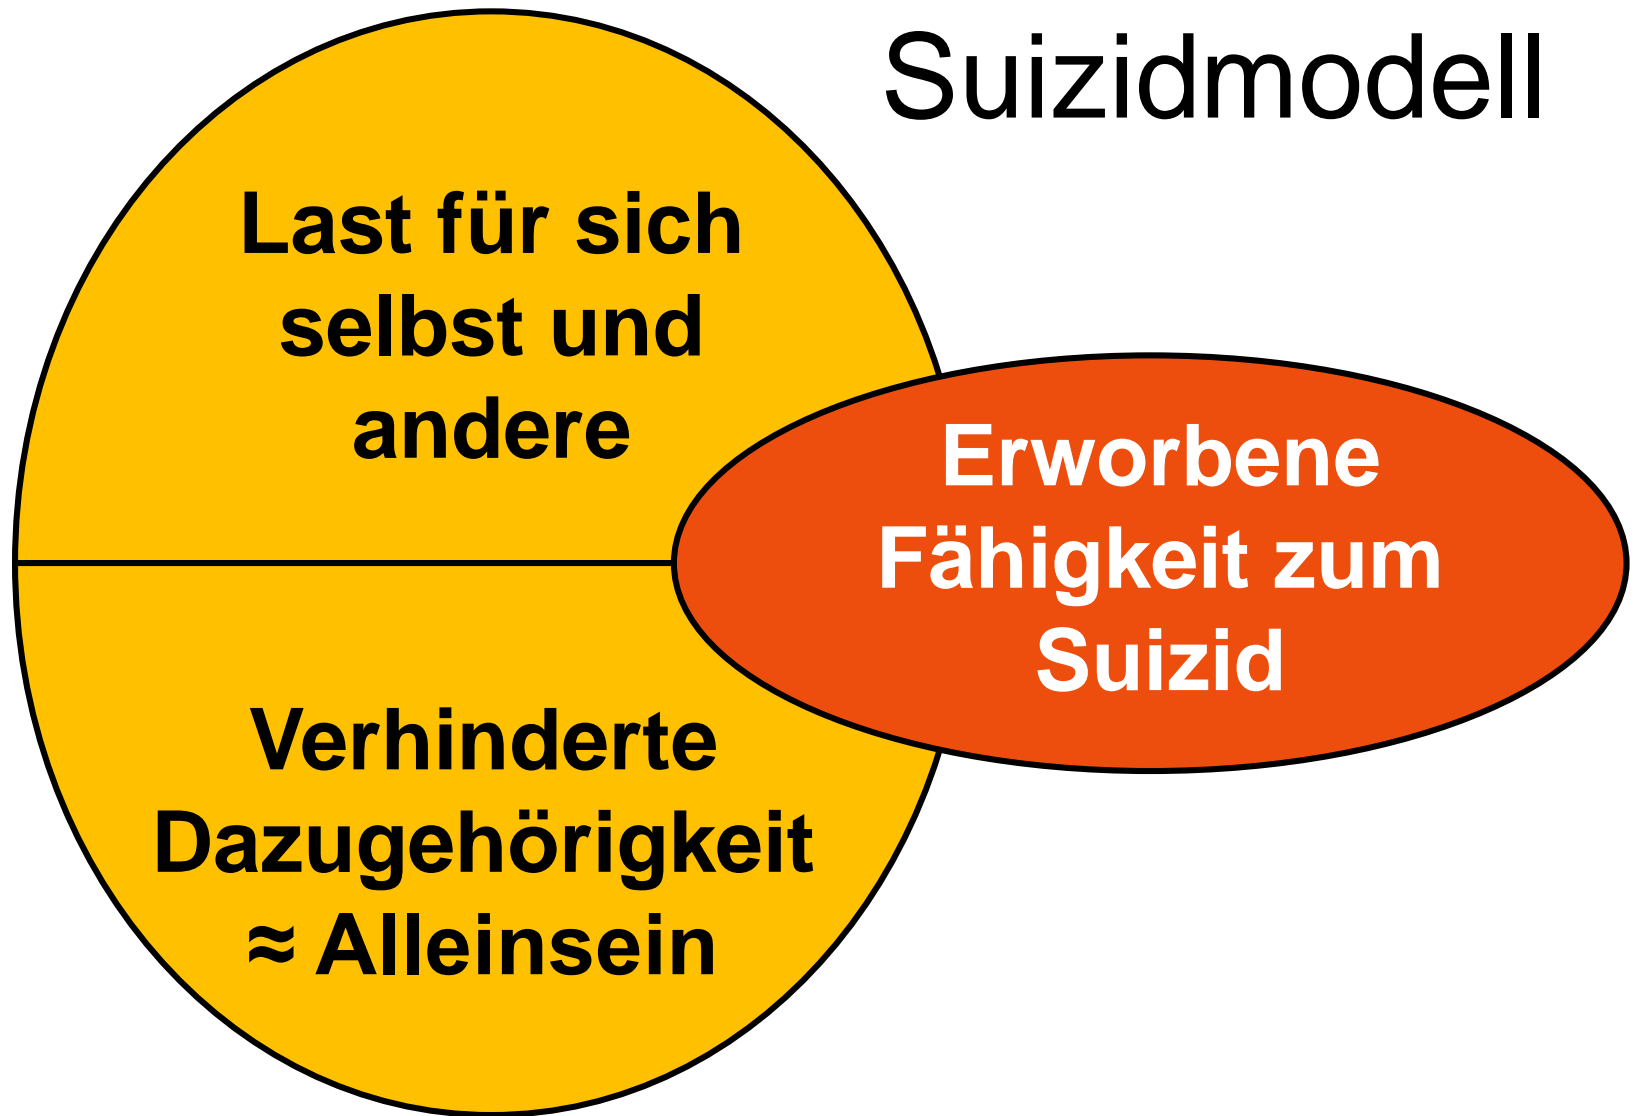 Suizidmodell
Last für sich
selbst und
andere
Erworbene
Fähigkeit zum
Suizid
Verhinderte
Dazugehörigkeit
≈ Alleinsein